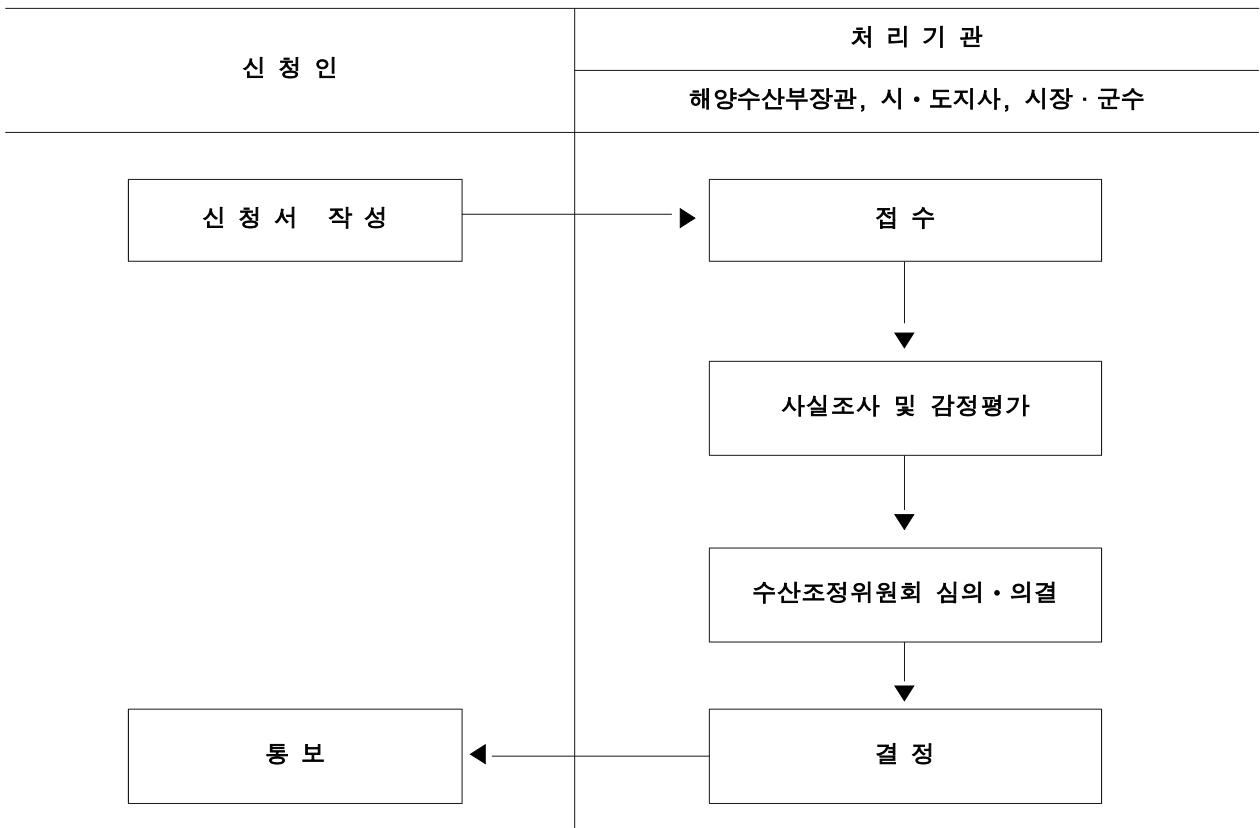 신 청 인
처 리 기 관
해양수산부장관, 시 • 도지사, 시장 · 군수
신 청 서 작 성
접 수
사실조사 및 감정평가
수산조정위원회 심의 • 의결
통 보
결 정